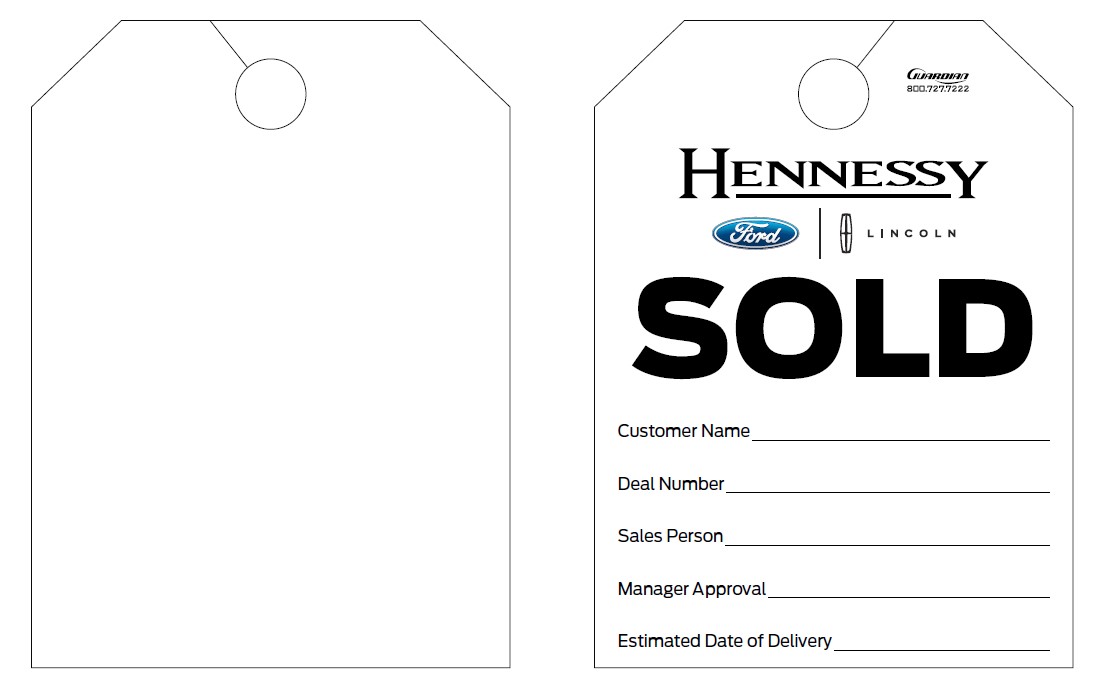 GUARDIAN
800.727.7222
HENNESSY
Ford
LINCOLN
SOLD
Customer Name
Deal Number
Sales Person
Manager Approval
Estimated Date of Delivery